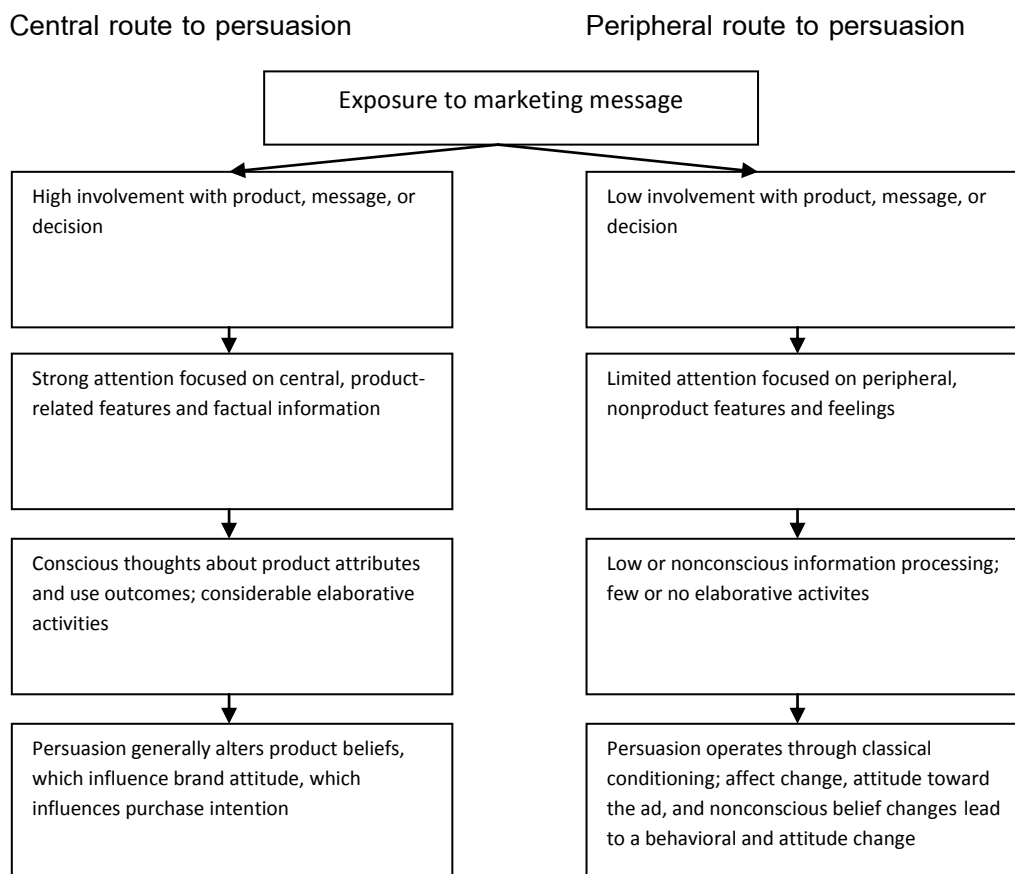 Central route to persuasion
Peripheral route to persuasion
Exposure to marketing message
High involvement with product, message, or
decision
Low involvement with product, message, or
decision
Strong attention focused on central, product-
related features and factual information
Limited attention focused on peripheral,
nonproduct features and feelings
Conscious thoughts about product attributes
and use outcomes; considerable elaborative
activities
Low or nonconscious information processing;
few or no elaborative activites
Persuasion generally alters product beliefs,
which influence brand attitude, which
influences purchase intention
Persuasion operates through classical
conditioning; affect change, attitude toward
the ad, and nonconscious belief changes lead
to a behavioral and attitude change